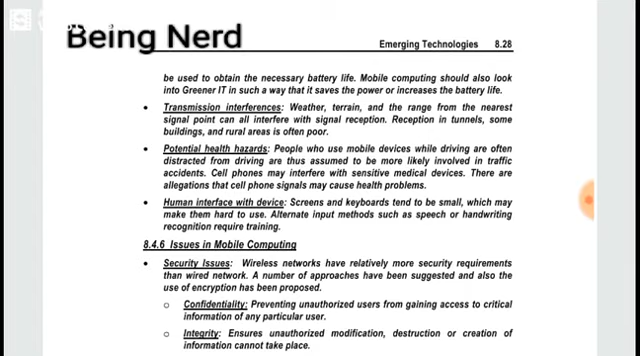 Being Nerd
Emerging Technologies 8.28
be used to obtain the necessary battery life. Mobile computing should also look
into Greener IT in such a way that it saves the power or increases the battery life.
• Transmission interferences: Weather, terrain, and the range from the nearest
signal point can all interfere with signal reception. Reception in tunnels, some
buildings, and rural areas is often poor.
• Potential health hazards: People who use mobile devices while driving are often
distracted from driving are thus assumed to be more likely involved in traffic
accidents. Cell phones may interfere with sensitive medical devices. There are
allegations that cell phone signals may cause health problems.
• Human interface with device: Screens and keyboards tend to be small, which may
make them hard to use. Alternate input methods such as speech or handwriting
recognition require training.
8.4.6 Issues in Mobile Computing
• Security Issues: Wireless networks have relatively more security requirements
than wired network. A number of approaches have been suggested and also the
use of encryption has been proposed.
o Confidentiality: Preventing unauthorized users from gaining access to critical
information of any particular user.
o Integrity: Ensures unauthorized modification, destruction or creation of
information cannot take place.